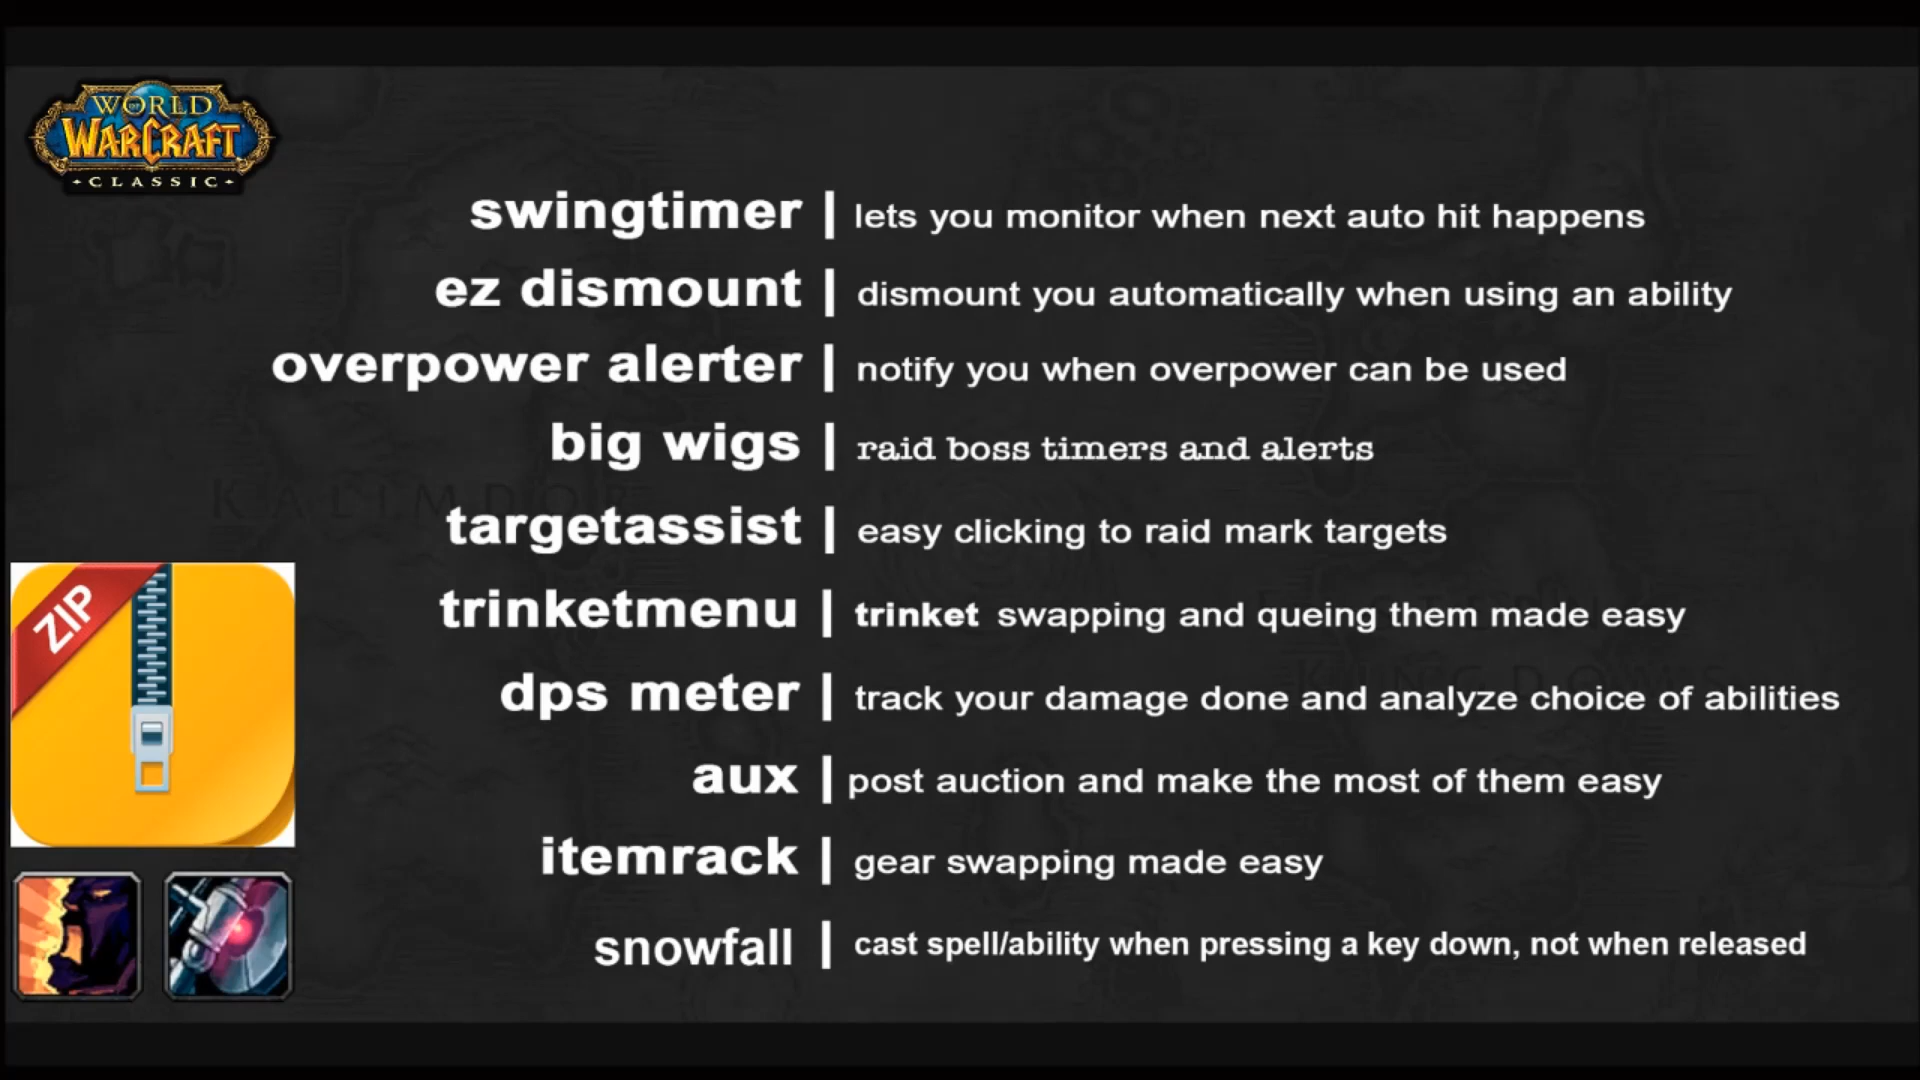 WORLD OF WARCRAFT
CLASSIC
swingtimer | lets you monitor when next auto hit happens
ez dismount | dismount you automatically when using an ability
overpower alerter | notify you when overpower can be used
big wigs | raid boss timers and alerts
KALIMDOR
targetassist | easy clicking to raid mark targets
ZIP
trinketmenu | trinket swapping and queing them made easy
KINGDOMS
dps meter | track your damage done and analyze choice of abilities
aux | post auction and make the most of them easy
itemrack | gear swapping made easy
snowfall | cast spell/ability when pressing a key down, not when released